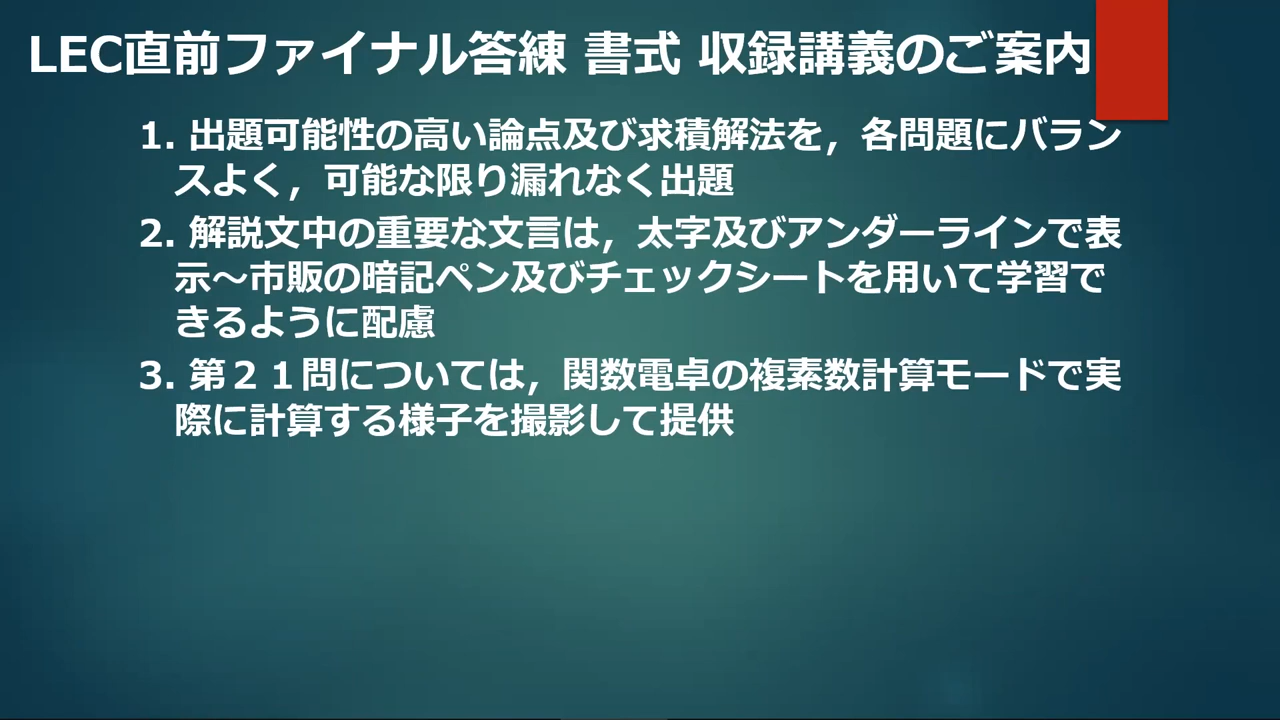 LEC直前ファイナル答練 書式 収録講義のご案内
1. 出題可能性の高い論点及び求積解法を，各問題にバラン
スよく，可能な限り漏れなく出題
2. 解説文中の重要な文言は，太字及びアンダーラインで表
示～市販の暗記ペン及びチェックシートを用いて学習で
きるように配慮
3. 第２１問については，関数電卓の複素数計算モードで実
際に計算する様子を撮影して提供